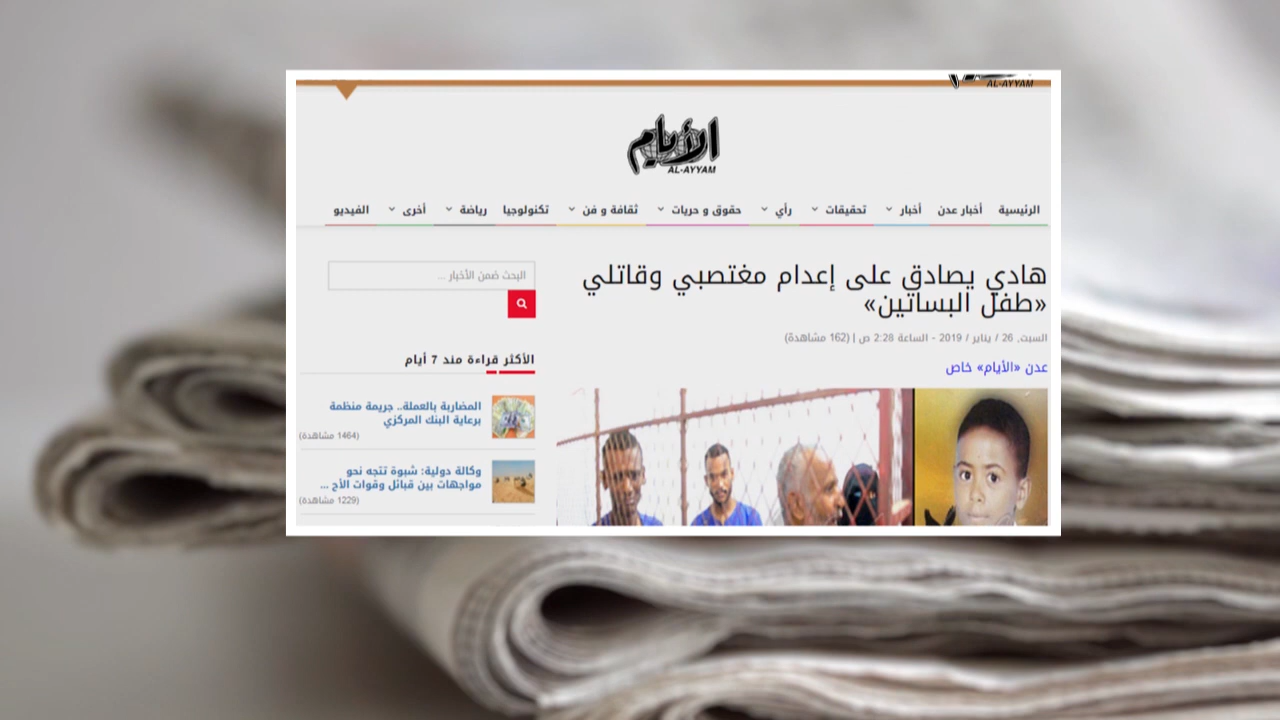 AL-AYYAM
الأيام
AL-AYYAM
الرئيسية أخبار عدن أخبار تحقيقات رأي حقوق و حريات ثقافة و فن تكنولوجيا رياضة أخرى الفيديو
هادي يصادق على إعدام مغتصبي وقاتلي
«طفل البساتين»
السبت, 26 / يناير / 2019 - الساعة 2:28 ص | (162 مشاهدة)
عدن «الأيام» خاص
البحث ضمن الأخبار ...
الأكثر قراءة منذ 7 أيام
المضاربة بالعملة.. جريمة منظمة
برعاية البنك المركزي
(1464 مشاهدة)
وكالة دولية: شبوة تتجه نحو
مواجهات بين قبائل وقوات الأج ...
(1229 مشاهدة)